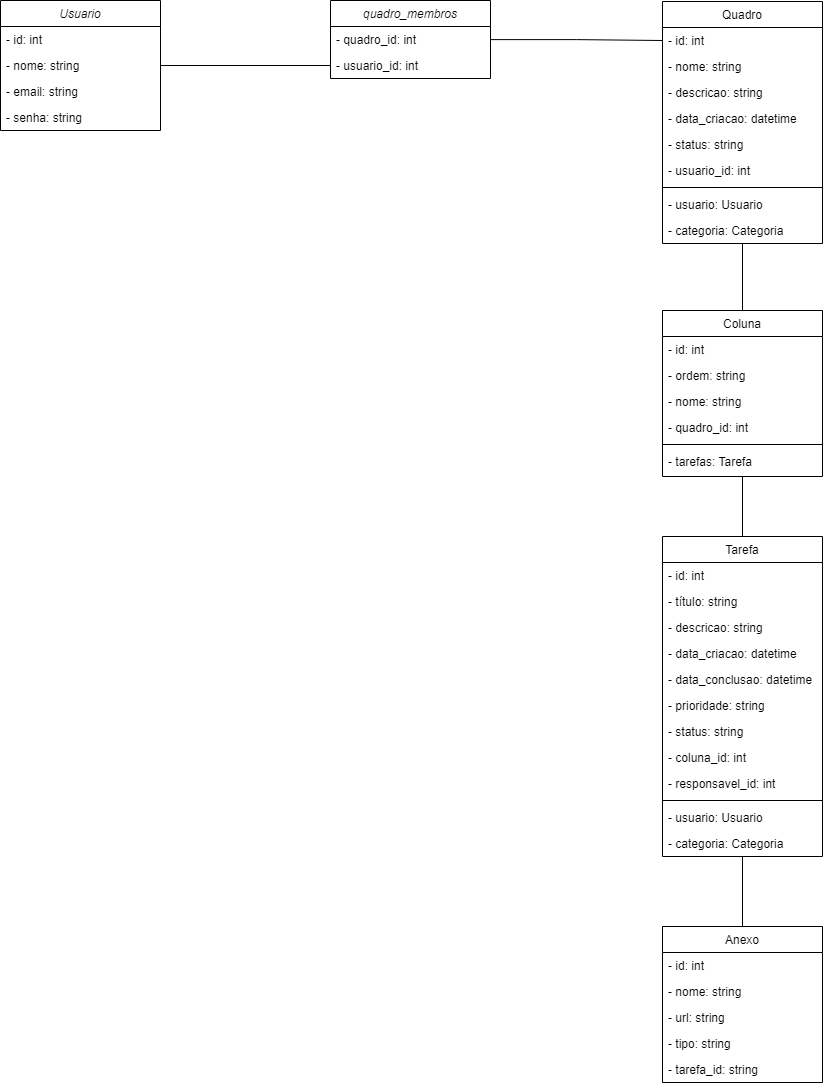 Usuario
- id: int
- nome: string
- email: string
- senha: string
quadro_membros
- quadro_id: int
- usuario_id: int
Quadro
- id: int
- nome: string
- descricao: string
- data_criacao: datetime
- status: string
- usuario_id: int
- usuario: Usuario
- categoria: Categoria
Coluna
- id: int
- ordem: string
- nome: string
- quadro_id: int
- tarefas: Tarefa
Tarefa
- id: int
- título: string
- descricao: string
- data_criacao: datetime
- data_conclusao: datetime
- prioridade: string
- status: string
- coluna_id: int
- responsavel_id: int
- usuario: Usuario
- categoria: Categoria
Anexo
- id: int
- nome: string
- url: string
- tipo: string
- tarefa_id: string